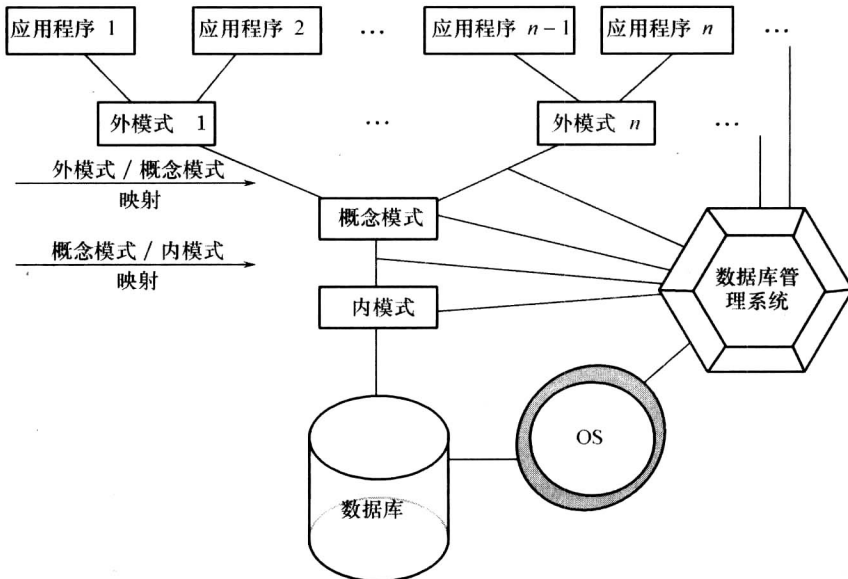 应用程序 1
应用程序 2
…
应用程序 n-1
应用程序 n
…
外模式 1
…
外模式 n
…
外模式 / 概念模式
映射
概念模式
概念模式 / 内模式
映射
内模式
数据库管
理系统
OS
数据库